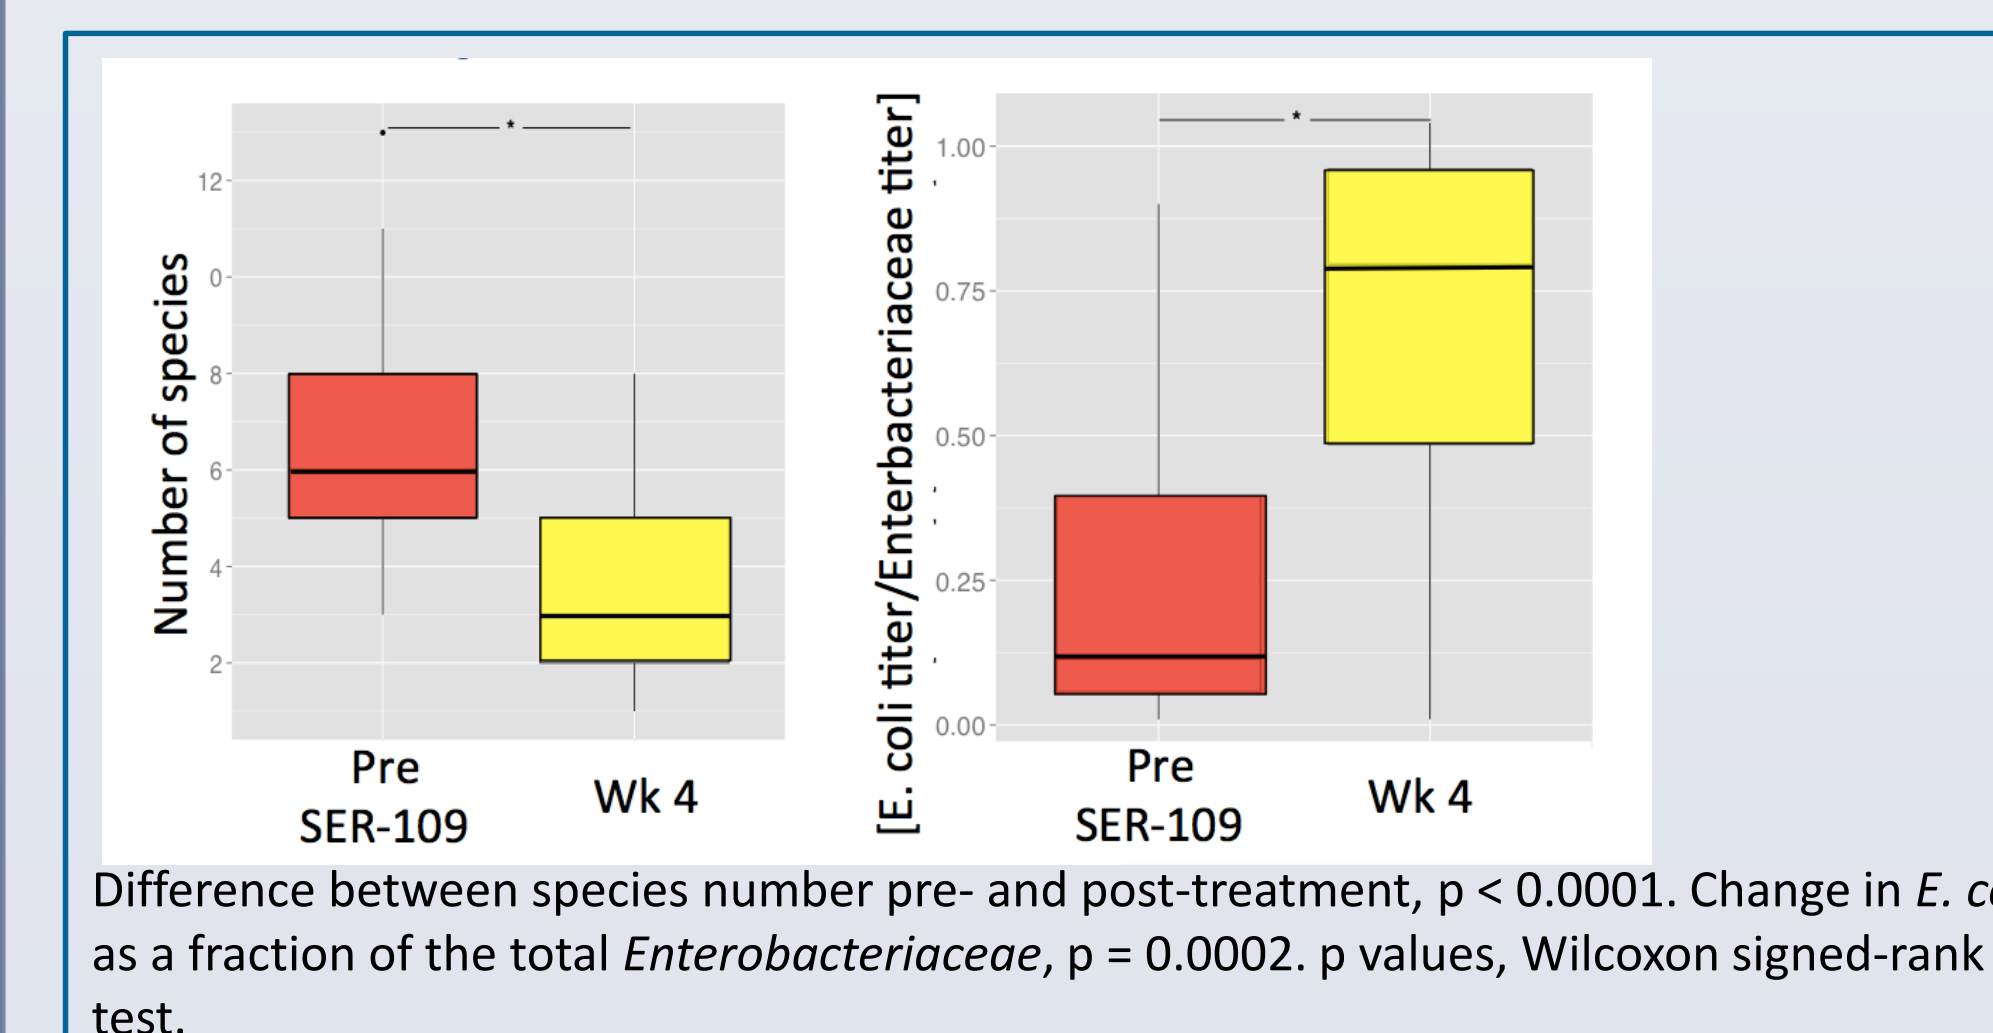 Number of species
*
12
0
8
6
4
2
Pre
SER-109
Wk 4
[E. coli titer/Enterbacteriaceae titer]
*
1.00
0.75
0.50
0.25
0.00
Pre
SER-109
Wk 4
Difference between species number pre- and post-treatment, p < 0.0001. Change in E.
as a fraction of the total Enterobacteriaceae, p = 0.0002. p values, Wilcoxon signed-rank
test.